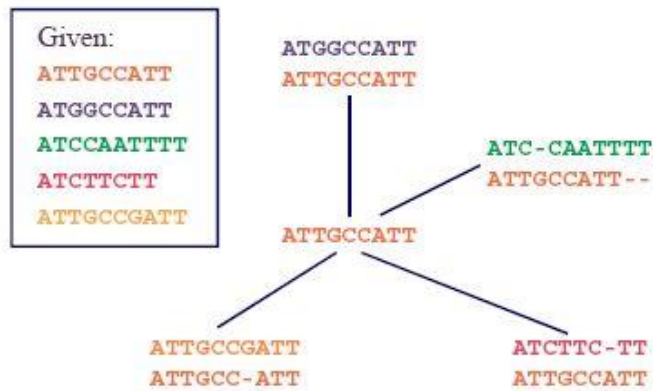 Given:
ATTGCCATT
ATGGCCATT
ATCCAATTTT
ATCTTCTT
ATTGCCGATT
ATGGCCATT
ATTGCCATT
ATC-CAATTTT
ATTGCCATT--
ATTGCCATT
ATTGCCGATT
ATTGCC-ATT
ATCTTC-TT
ATTGCCATT